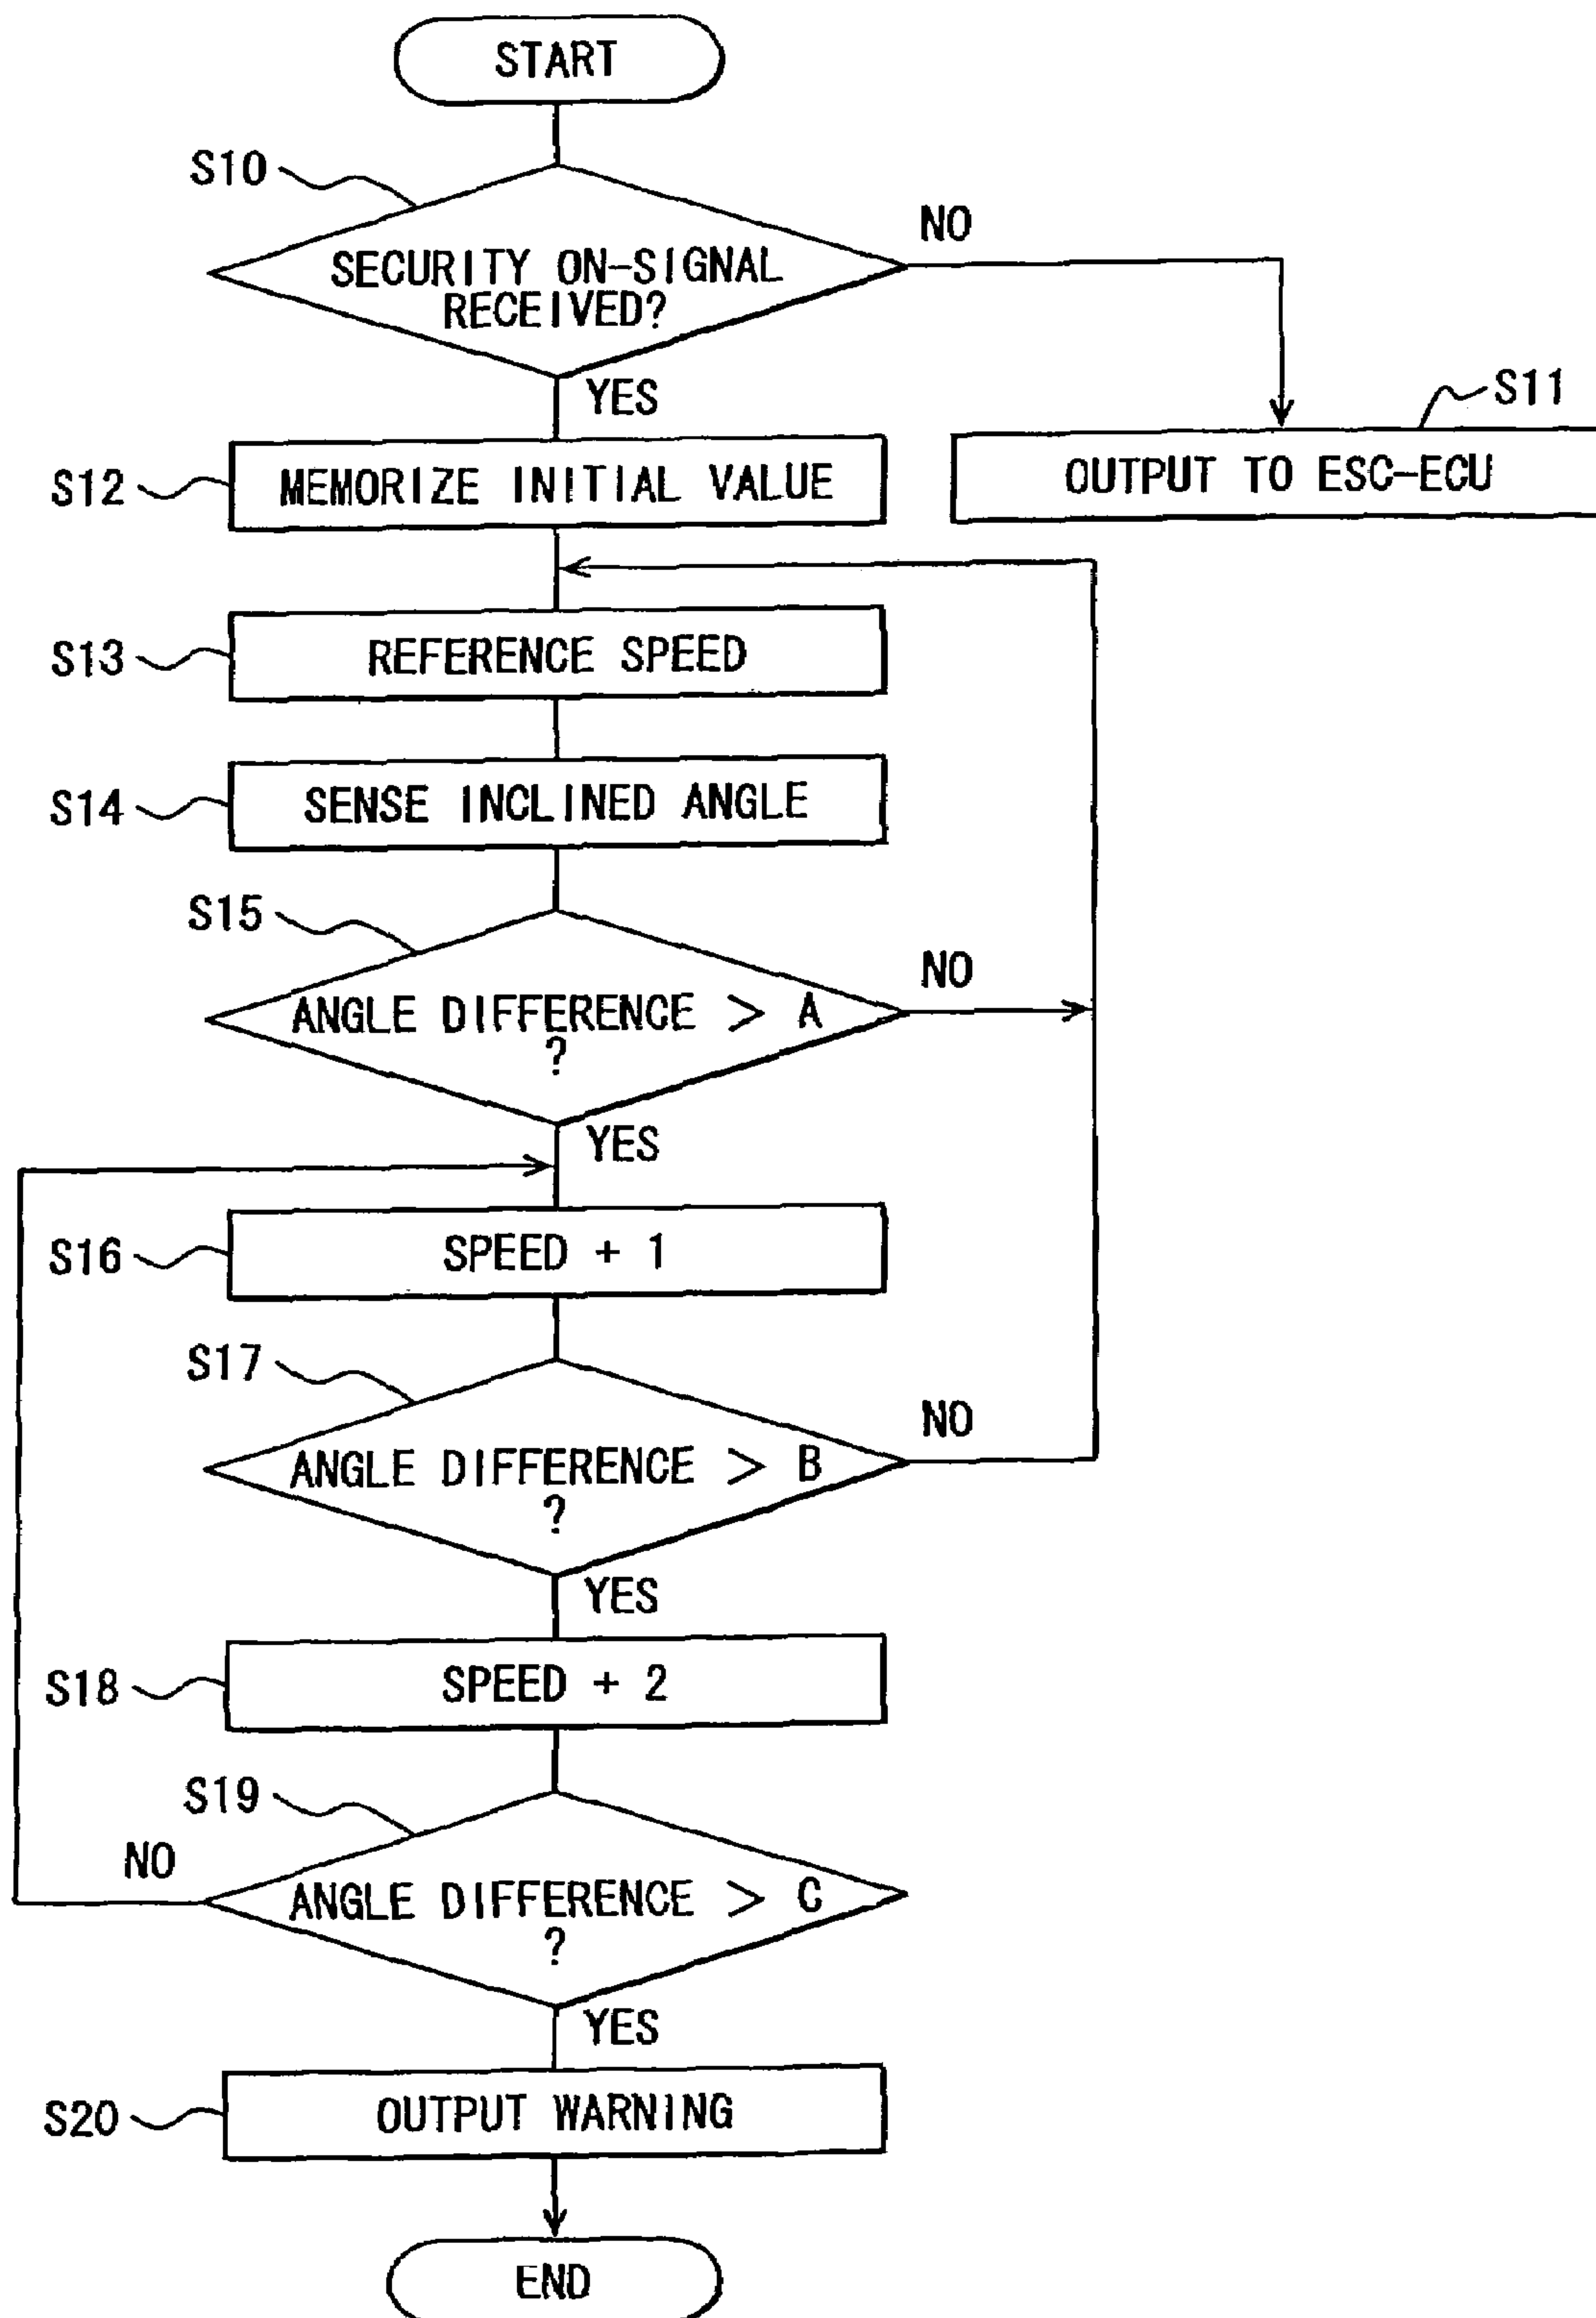 START
S10
SECURITY ON-SIGNAL
RECEIVED?
NO
YES
S11
OUTPUT TO ESC-ECU
S12
MEMORIZE INITIAL VALUE
S13
REFERENCE SPEED
S14
SENSE INCLINED ANGLE
S15
ANGLE DIFFERENCE > A
?
NO
YES
S16
SPEED + 1
S17
ANGLE DIFFERENCE > B
?
NO
YES
S18
SPEED + 2
S19
NO
ANGLE DIFFERENCE > C
?
YES
S20
OUTPUT WARNING
END